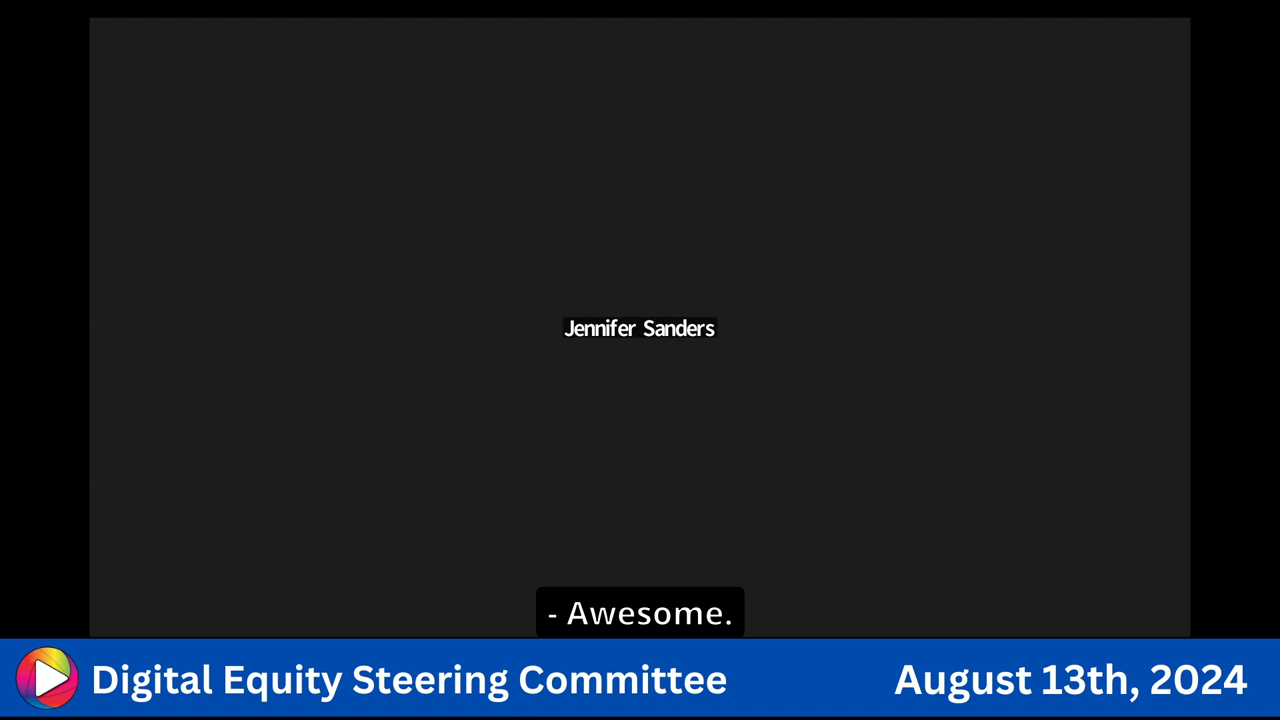 Jennifer Sanders
- Awesome.
Digital Equity Steering Committee
August 13th, 2024